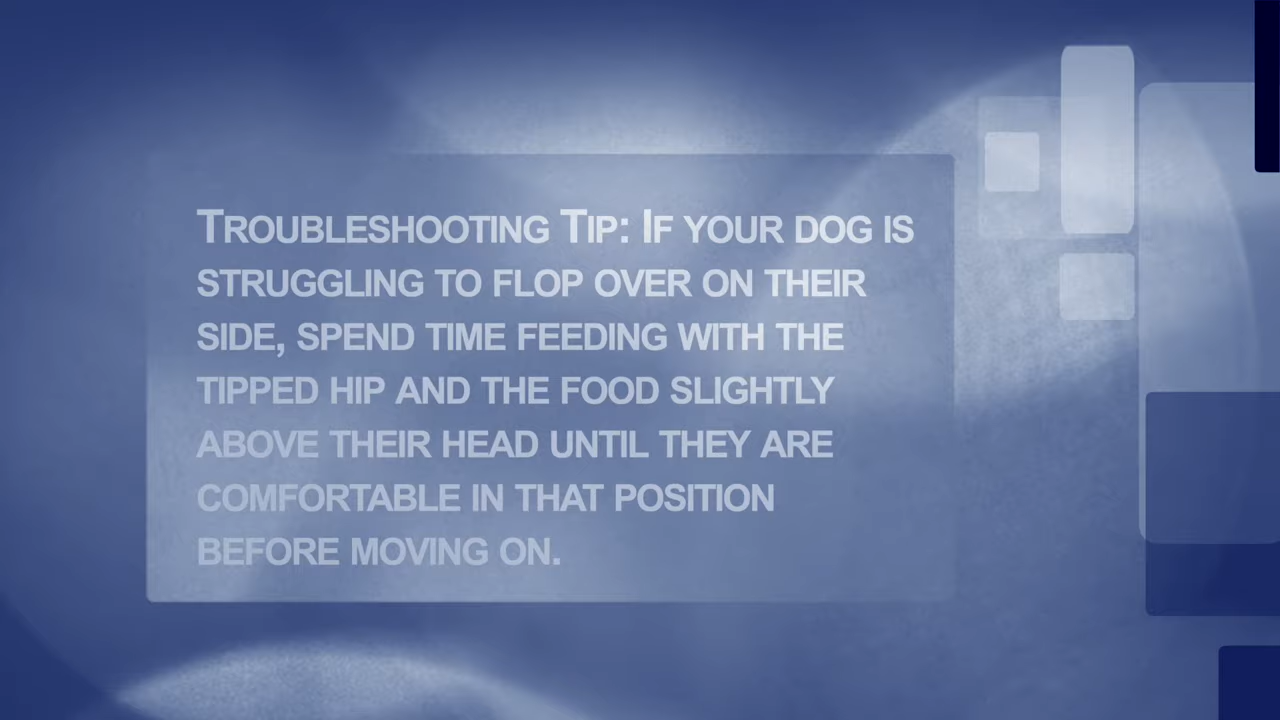 Troubleshooting Tip: If your dog is
struggling to flop over on their
side, spend time feeding with the
tipped hip and the food slightly
above their head until they are
comfortable in that position
before moving on.